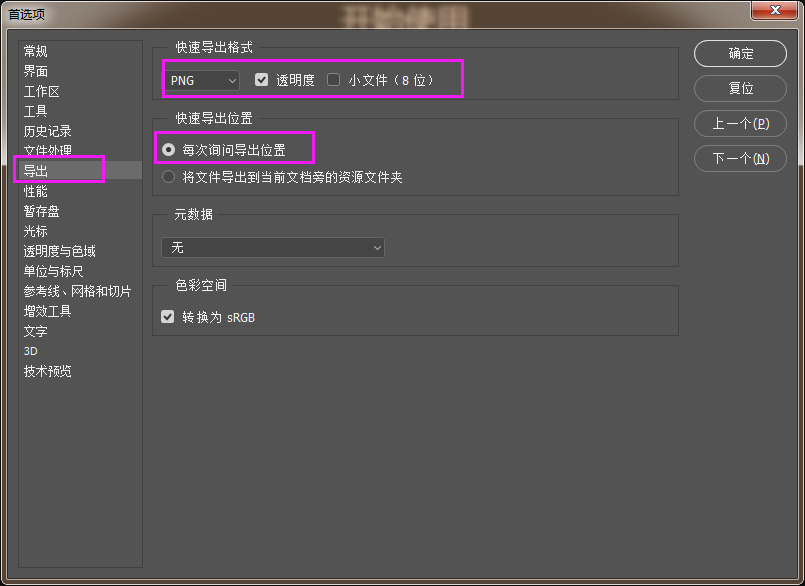 开始使用
首选项
常规
界面
工作区
工具
历史记录
文件处理
导出
性能
暂存盘
光标
透明度与色域
单位与标尺
参考线、网格和切片
增效工具
文字
3D
技术预览
快速导出格式
PNG 透明度 小文件（8 位）
快速导出位置
每次询问导出位置
将文件导出到当前文档旁的资源文件夹
元数据
无
色彩空间
转换为 sRGB
确定
复位
上一个(P)
下一个(N)